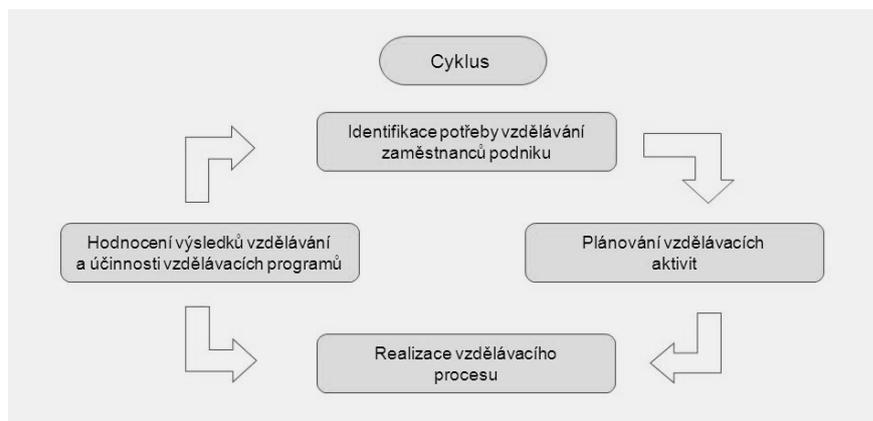 Cyklus
Identifikace potřeby vzdělávání
zaměstnanců podniku
Hodnocení výsledků vzdělávání
a účinnosti vzdělávacích programů
Plánování vzdělávacích
aktivit
Realizace vzdělávacího
procesu